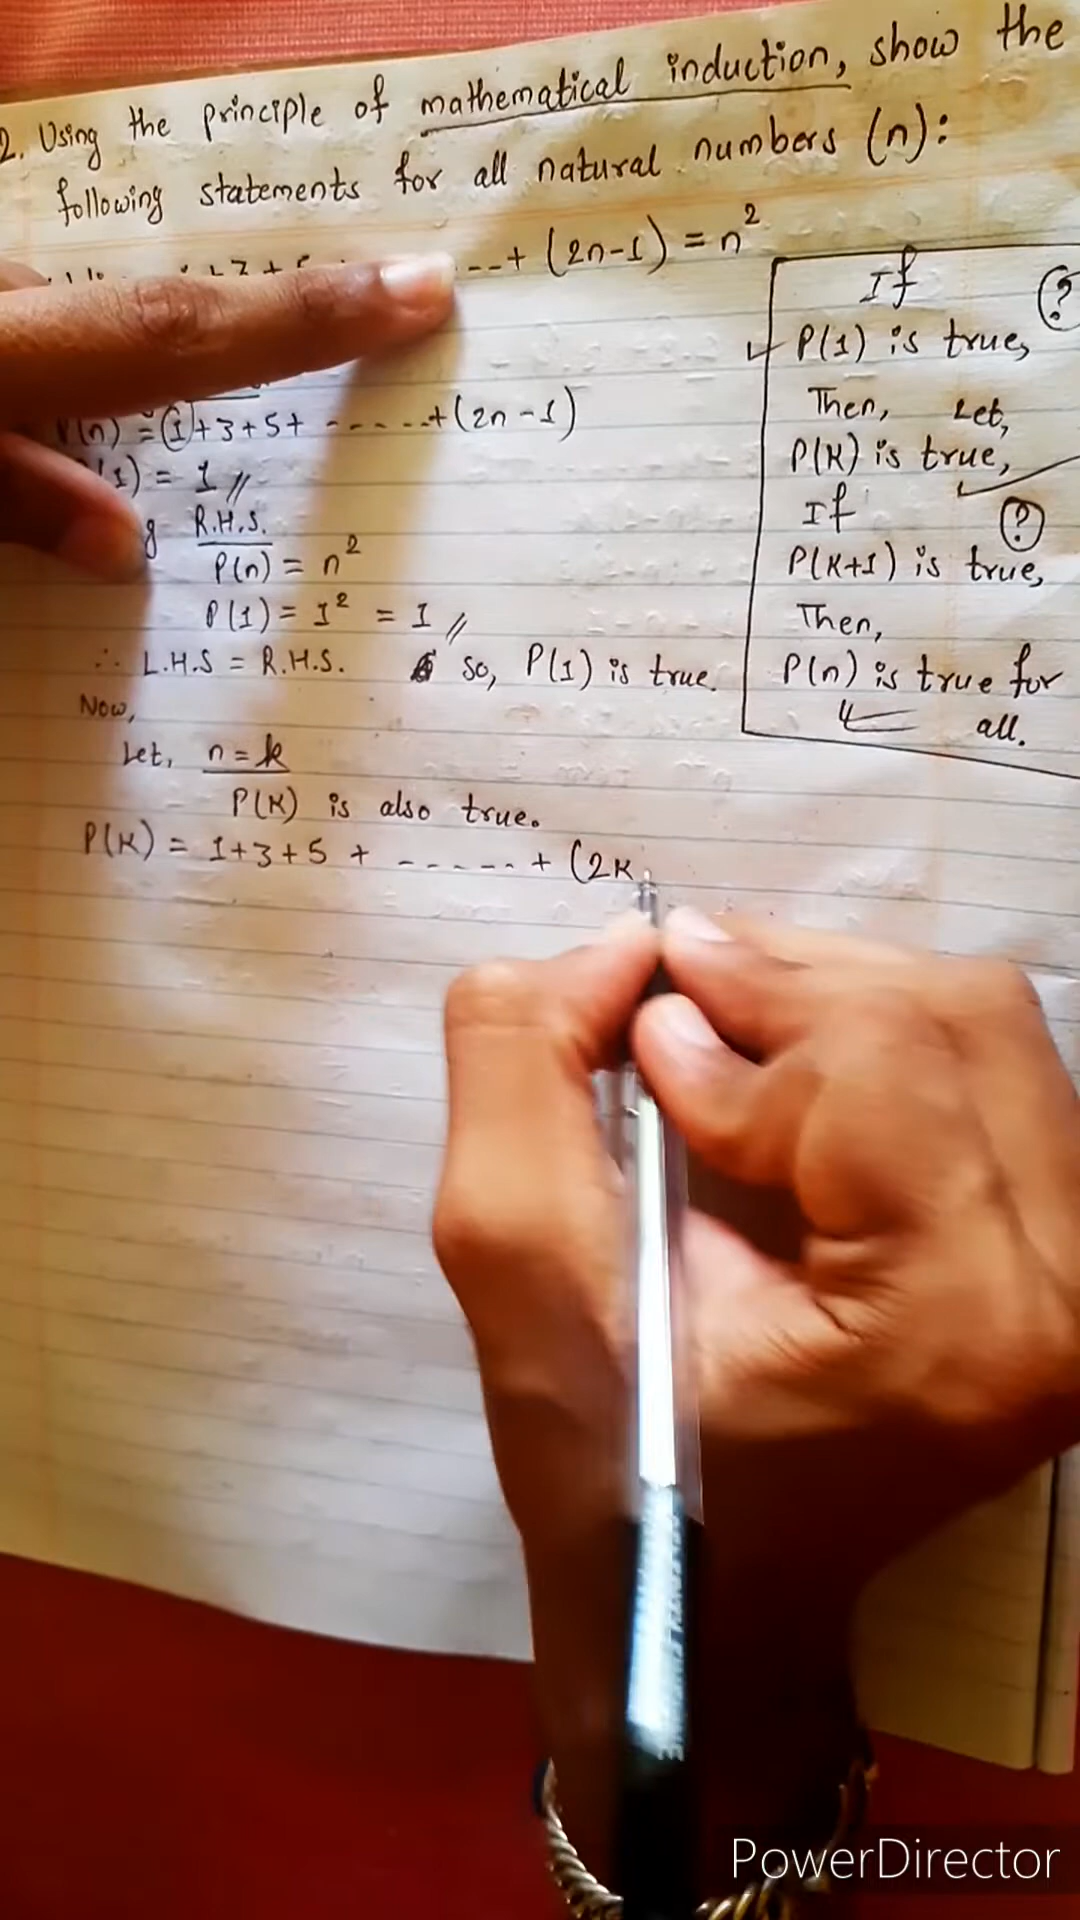 2. Using the principle of mathematical induction, show the
following statements for all natural numbers (n):
--+ (2n-1) = n²
P(n) = 1+3+5+ ------+(2n-1)
(1) = 1 //
R.H.S.
P(n) = n²
P(1) = 1² = 1 //
∴ L.H.S = R.H.S. so, P(1) is true.
Now,
Let, n=k
P(K) is also true.
P(K) = 1+3+5 + ----- + (2K
If ?
P(1) is true,
Then, Let,
P(K) is true,
If ?
P(K+1) is true,
Then,
P(n) is true for
all.
PowerDirector